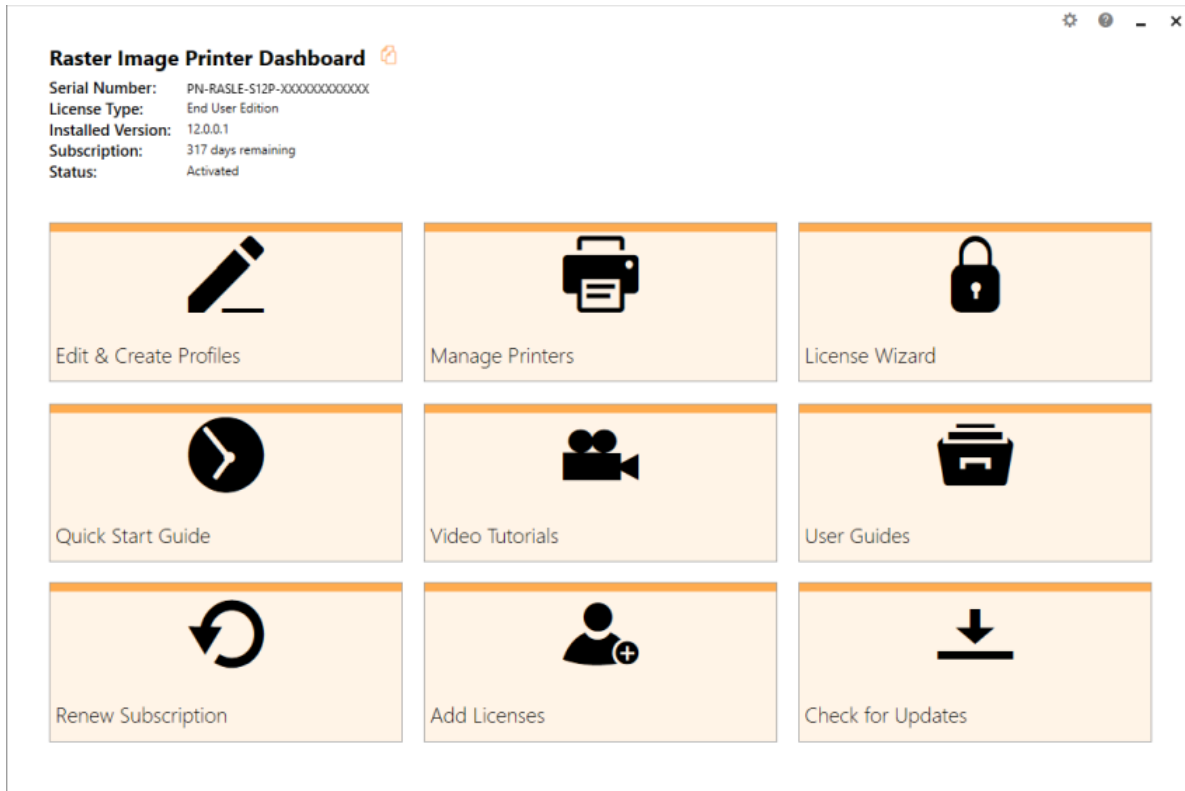 Raster Image Printer Dashboard
Serial Number: PN-RASLE-S12P-XXXXXXXXXXXX
License Type: End User Edition
Installed Version: 12.0.0.1
Subscription: 317 days remaining
Status: Activated
Edit & Create Profiles
Manage Printers
License Wizard
Quick Start Guide
Video Tutorials
User Guides
Renew Subscription
Add Licenses
Check for Updates